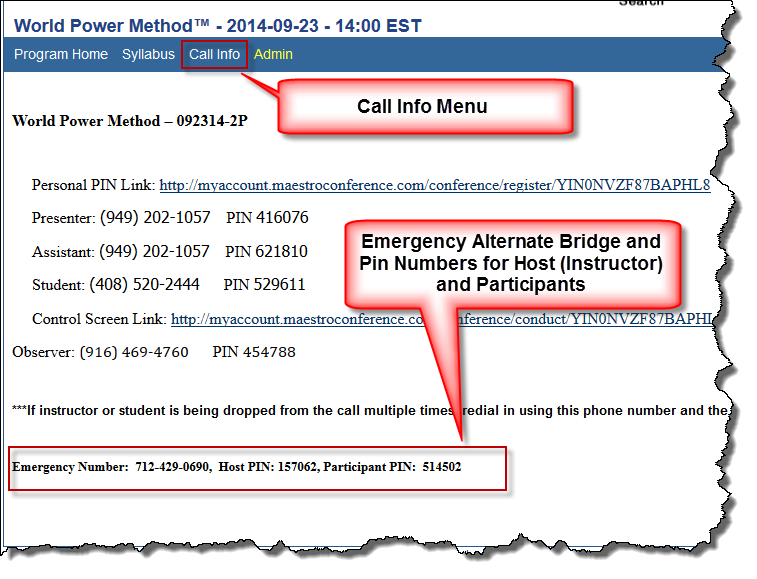 Search
World Power Method™ - 2014-09-23 - 14:00 EST
Program Home Syllabus Call Info Admin
Call Info Menu
World Power Method – 092314-2P
Personal PIN Link: http://myaccount.maestroconference.com/conference/register/YIN0NVZF87BAPHL8
Presenter: (949) 202-1057 PIN 416076
Assistant: (949) 202-1057 PIN 621810
Emergency Alternate Bridge and
Pin Numbers for Host (Instructor)
and Participants
Student: (408) 520-2444 PIN 529611
Control Screen Link: http://myaccount.maestroconference.co nference/conduct/YIN0NVZF87BAPHL
Observer: (916) 469-4760 PIN 454788
***If instructor or student is being dropped from the call multiple times redial in using this phone number and the
Emergency Number: 712-429-0690, Host PIN: 157062, Participant PIN: 514502